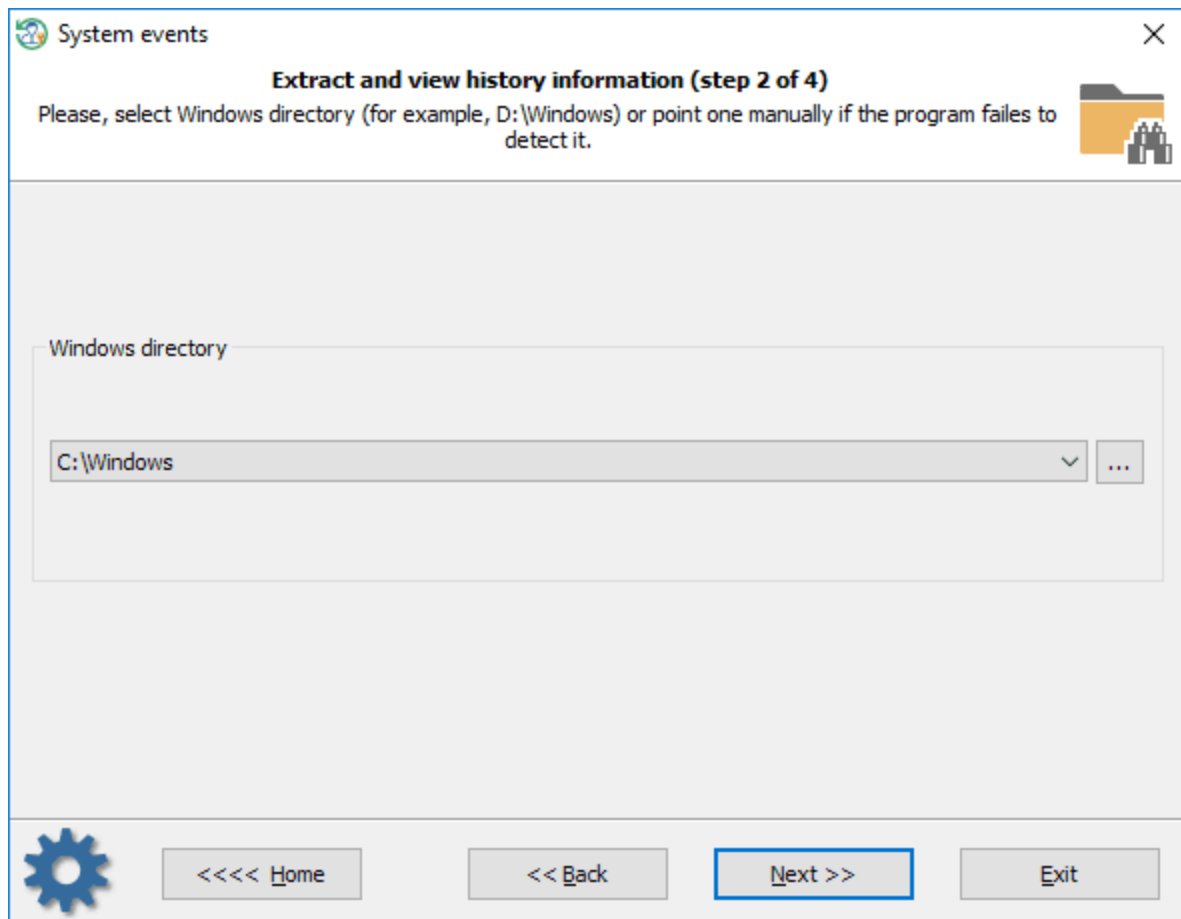 System events
Extract and view history information (step 2 of 4)
Please, select Windows directory (for example, D:\Windows) or point one manually if the program failes to
detect it.
Windows directory
C:\Windows
...
<<<< Home
<< Back
Next >>
Exit